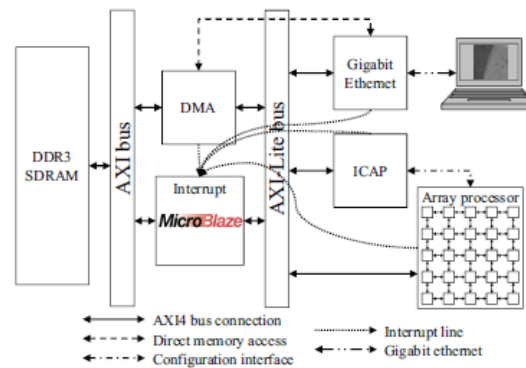 DDR3
SDRAM
AXI bus
DMA
Interrupt
MicroBlaze
AXI-Lite bus
Gigabit
Ethernet
ICAP
Array processor
AXI4 bus connection
Direct memory access
Configuration interface
Interrupt line
Gigabit ethernet